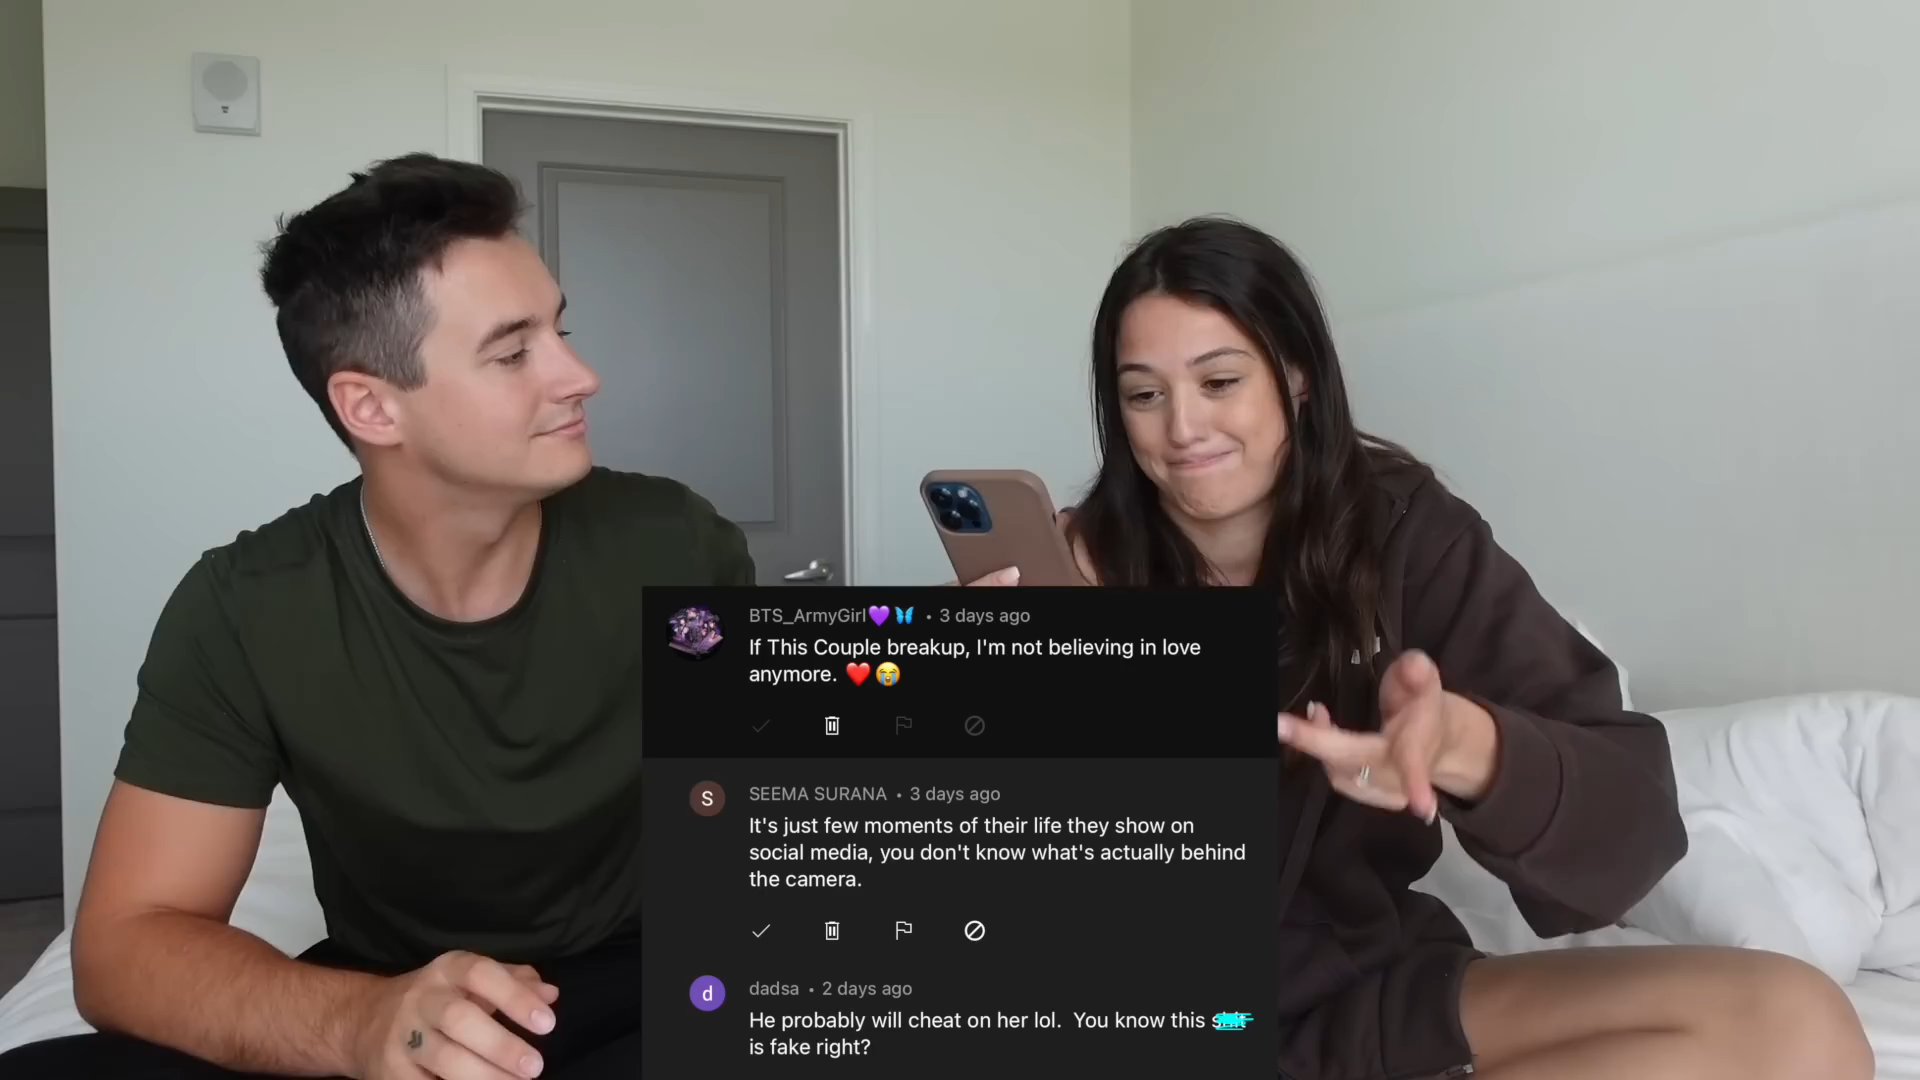 BTS_ArmyGirl💜🦋 • 3 days ago
If This Couple breakup, I'm not believing in love
anymore. ❤️😭
S
SEEMA SURANA • 3 days ago
It's just few moments of their life they show on
social media, you don't know what's actually behind
the camera.
d
dadsa • 2 days ago
He probably will cheat on her lol. You know this
is fake right?